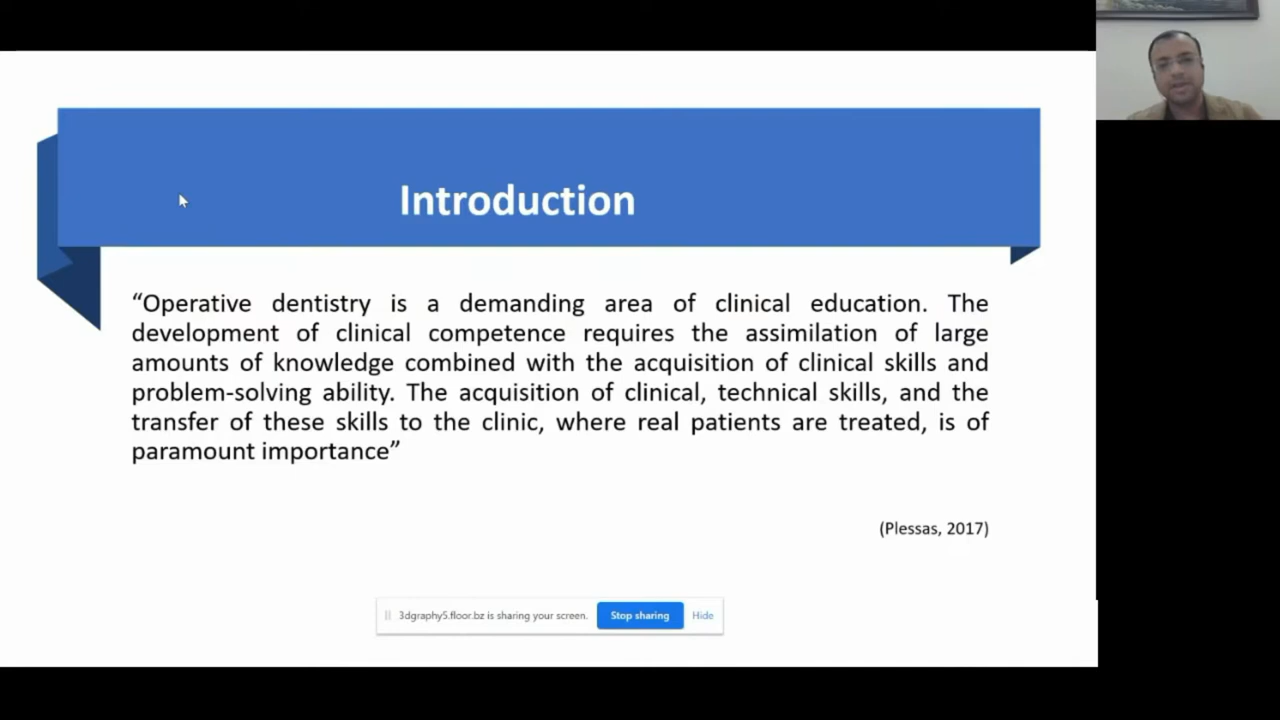 Introduction
“Operative dentistry is a demanding area of clinical education. The
development of clinical competence requires the assimilation of large
amounts of knowledge combined with the acquisition of clinical skills and
problem-solving ability. The acquisition of clinical, technical skills, and the
transfer of these skills to the clinic, where real patients are treated, is of
paramount importance”
(Plessas, 2017)
3dgraphy5.floor.bz is sharing your screen. Stop sharing Hide